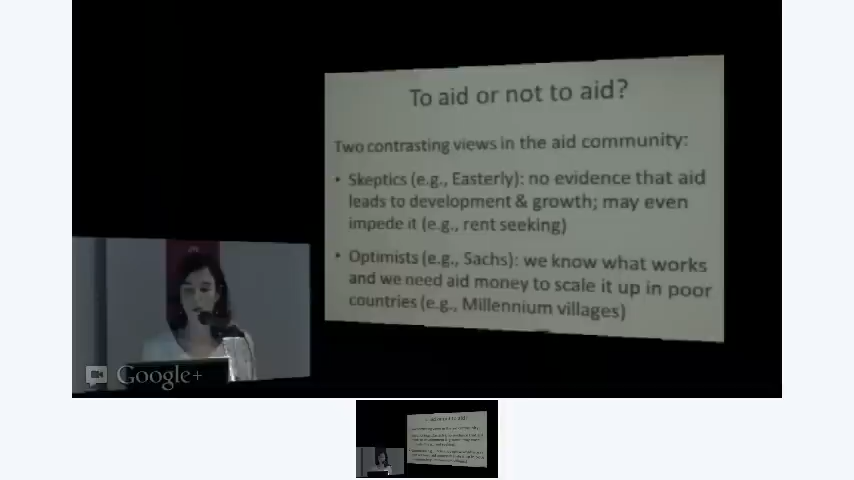 To aid or not to aid?
Two contrasting views in the aid community:
• Skeptics (e.g., Easterly): no evidence that aid
leads to development & growth; may even
impede it (e.g., rent seeking)
• Optimists (e.g., Sachs): we know what works
and we need aid money to scale it up in poor
countries (e.g., Millennium villages)
Google+